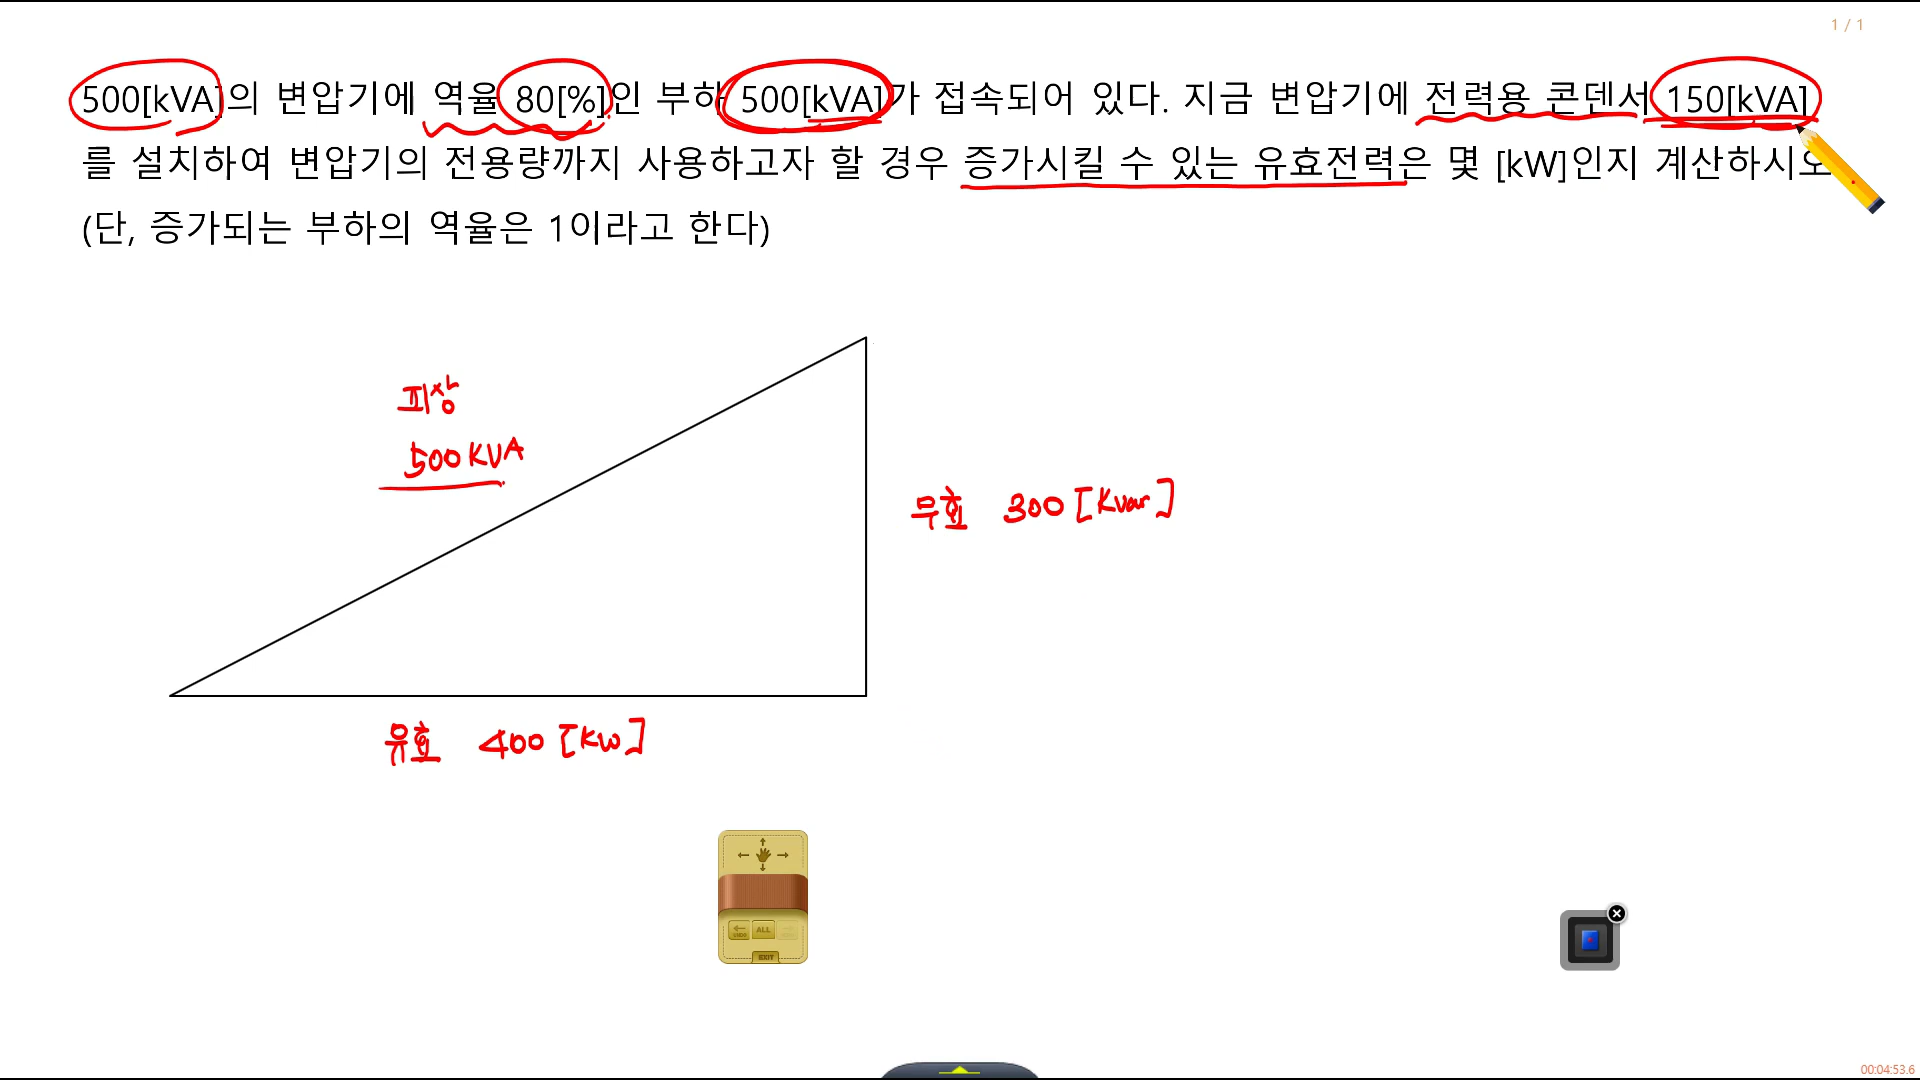 1 / 1
500[kVA]의 변압기에 역율 80[%]인 부하 500[kVA]가 접속되어 있다. 지금 변압기에 전력용 콘덴서 150[kVA]
를 설치하여 변압기의 전용량까지 사용하고자 할 경우 증가시킬 수 있는 유효전력은 몇 [kW]인지 계산하시오
(단, 증가되는 부하의 역율은 1이라고 한다)
피상
500 KVA
무효 300 [Kvar]
유효 400 [KW]
UNDO ALL
EXIT
00:04:53.6